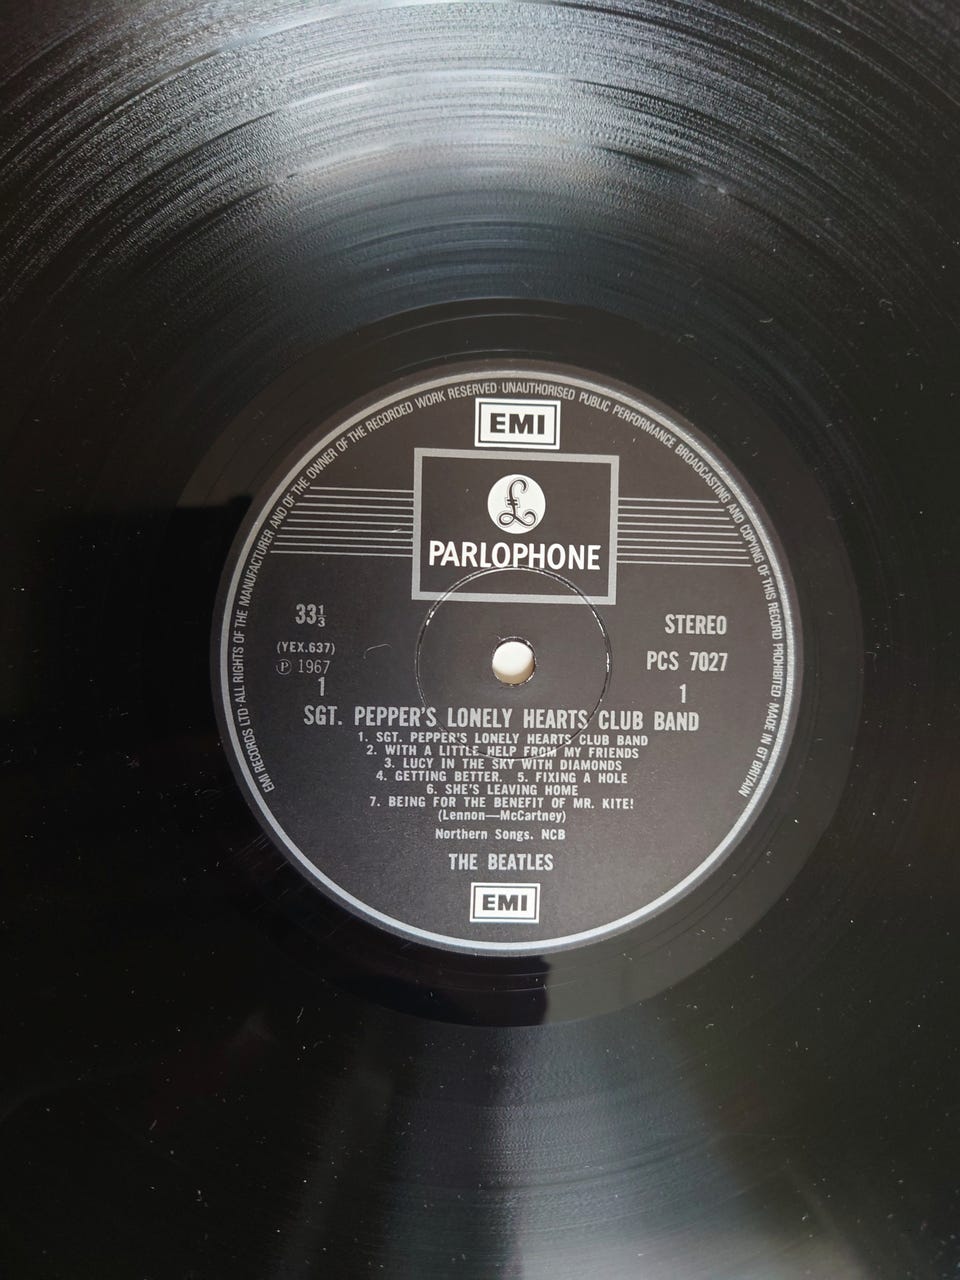 EMI RECORDS LTD·ALL RIGHTS OF THE MANUFACTURER AND OF THE OWNER OF THE RECORDED WORK RESERVED·UNAUTHORISED PUBLIC PERFORMANCE BROADCASTING AND COPYING OF THIS RECORD PROHIBITED·MADE IN GT BRITAIN
EMI
£
PARLOPHONE
33⅓
STEREO
(YEX.637)
PCS 7027
Ⓟ 1967
1
1
SGT. PEPPER'S LONELY HEARTS CLUB BAND
1. SGT. PEPPER'S LONELY HEARTS CLUB BAND
2. WITH A LITTLE HELP FROM MY FRIENDS
3. LUCY IN THE SKY WITH DIAMONDS
4. GETTING BETTER. 5. FIXING A HOLE
6. SHE'S LEAVING HOME
7. BEING FOR THE BENEFIT OF MR. KITE!
(Lennon—McCartney)
Northern Songs. NCB
THE BEATLES
EMI